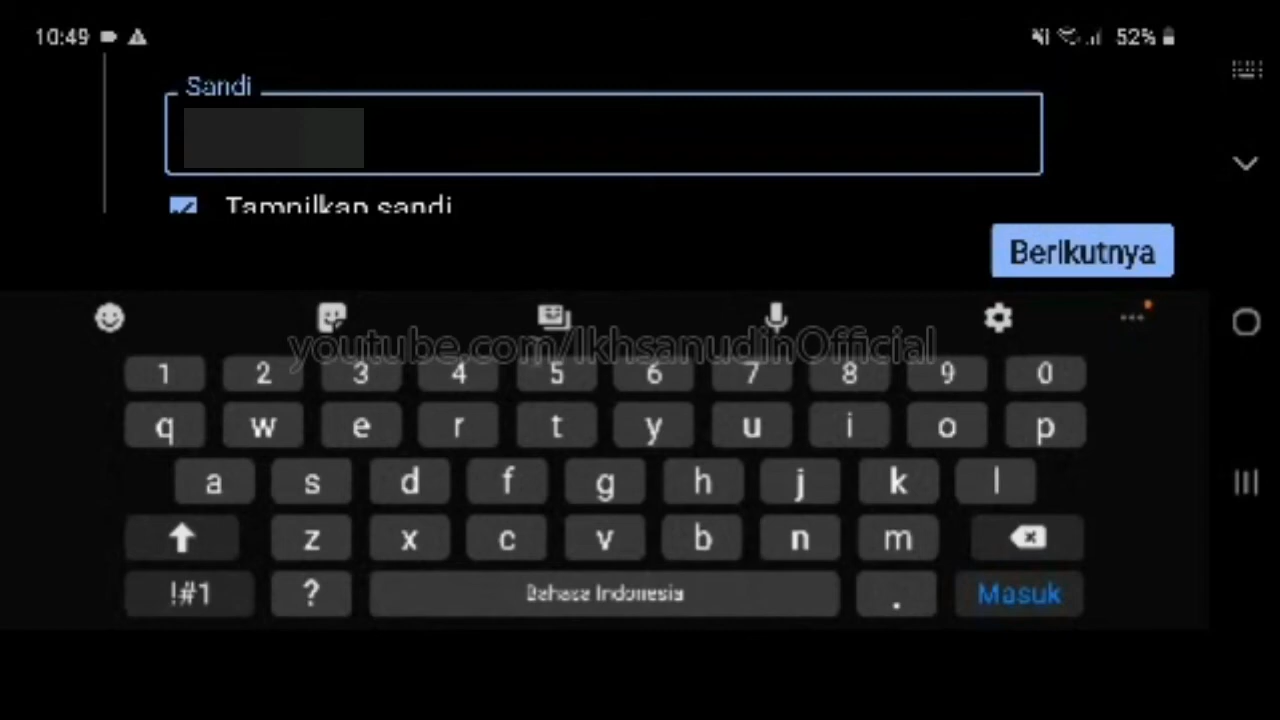 10:49 52%
Sandi
Tampilkan sandi
Berikutnya
youtube.com/IkhsanudinOfficial
1 2 3 4 5 6 7 8 9 0
q w e r t y u i o p
a s d f g h j k l
z x c v b n m
!#1 ? Bahasa Indonesia . Masuk